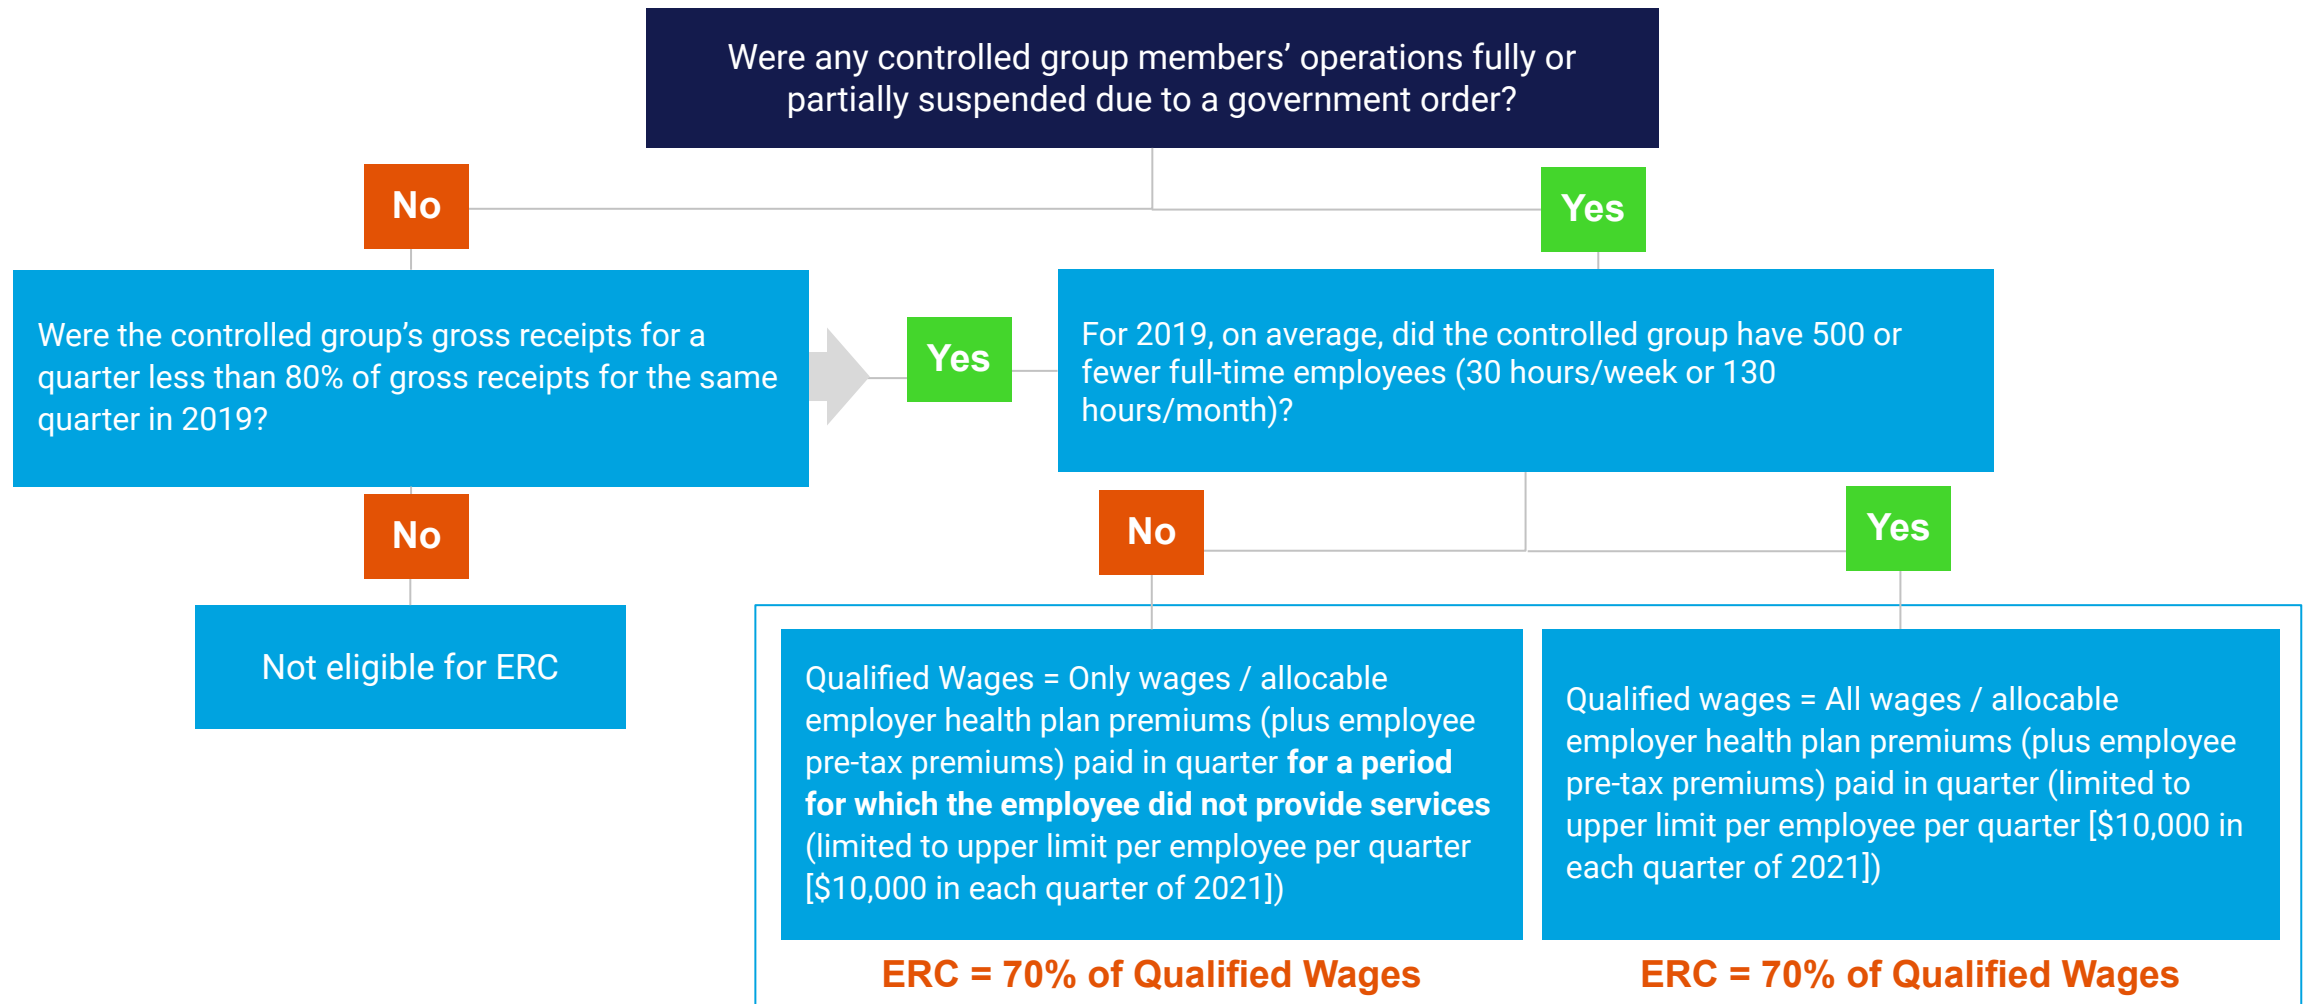 Were any controlled group members’ operations fully or
partially suspended due to a government order?
No
Yes
Were the controlled group’s gross receipts for a
quarter less than 80% of gross receipts for the same
quarter in 2019?
Yes
For 2019, on average, did the controlled group have 500 or
fewer full-time employees (30 hours/week or 130
hours/month)?
No
No
Yes
Not eligible for ERC
Qualified Wages = Only wages / allocable
employer health plan premiums (plus employee
pre-tax premiums) paid in quarter for a period
for which the employee did not provide services
(limited to upper limit per employee per quarter
[$10,000 in each quarter of 2021])
Qualified wages = All wages / allocable
employer health plan premiums (plus employee
pre-tax premiums) paid in quarter (limited to
upper limit per employee per quarter [$10,000 in
each quarter of 2021])
ERC = 70% of Qualified Wages
ERC = 70% of Qualified Wages